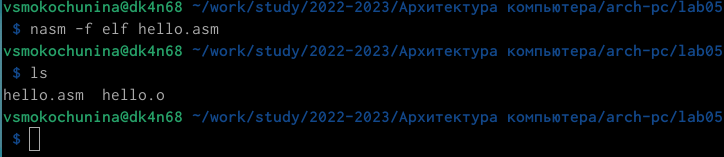 vsmokochunina@dk4n68 ~/work/study/2022-2023/Архитектура компьютера/arch-pc/lab05
$ nasm -f elf hello.asm
vsmokochunina@dk4n68 ~/work/study/2022-2023/Архитектура компьютера/arch-pc/lab05
$ ls
hello.asm  hello.o
vsmokochunina@dk4n68 ~/work/study/2022-2023/Архитектура компьютера/arch-pc/lab05
$